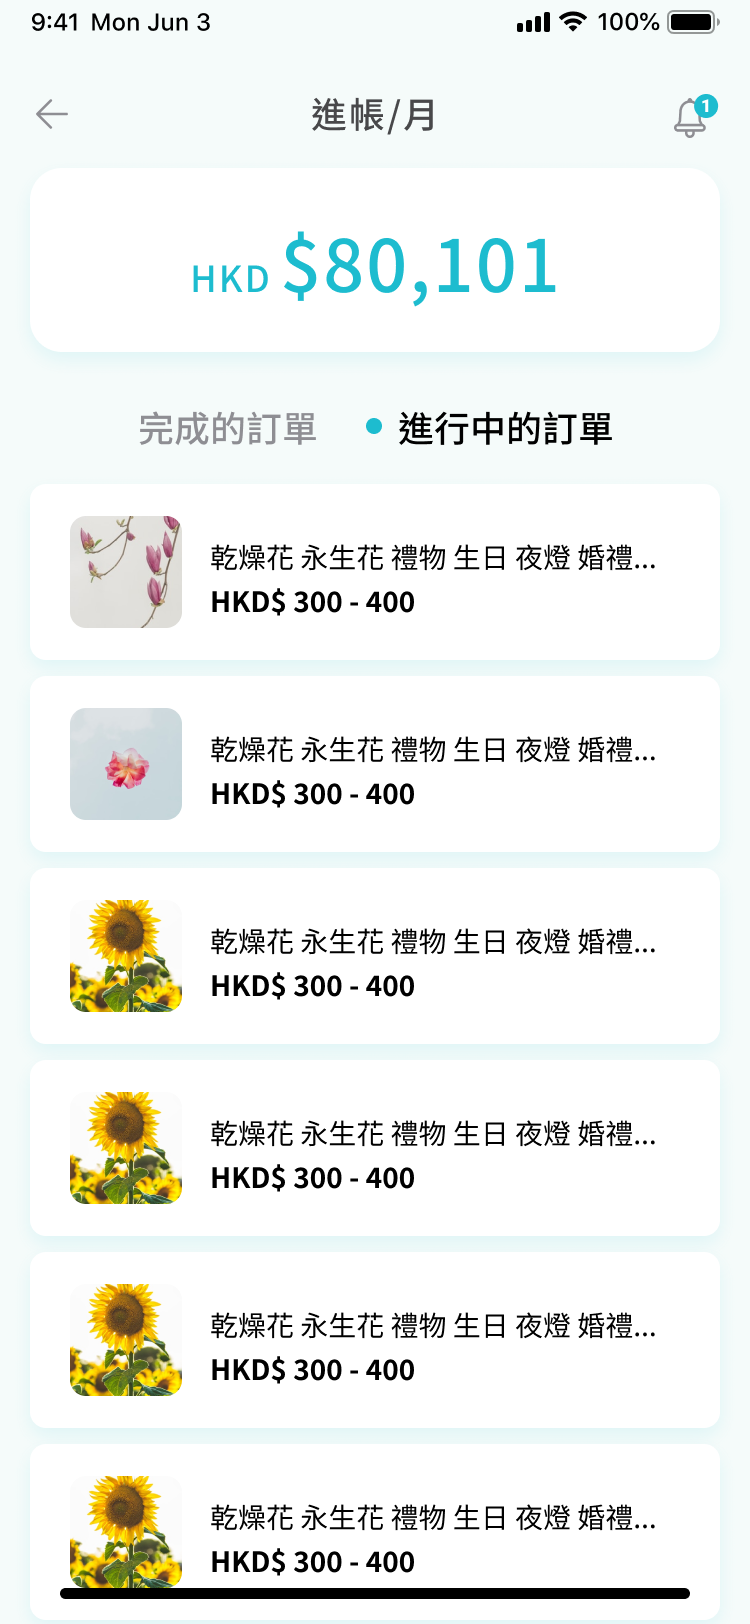 9:41 Mon Jun 3
100%
進帳/月
1
HKD $80,101
完成的訂單
進行中的訂單
乾燥花 永生花 禮物 生日 夜燈 婚禮...
HKD$ 300 - 400
乾燥花 永生花 禮物 生日 夜燈 婚禮...
HKD$ 300 - 400
乾燥花 永生花 禮物 生日 夜燈 婚禮...
HKD$ 300 - 400
乾燥花 永生花 禮物 生日 夜燈 婚禮...
HKD$ 300 - 400
乾燥花 永生花 禮物 生日 夜燈 婚禮...
HKD$ 300 - 400
乾燥花 永生花 禮物 生日 夜燈 婚禮...
HKD$ 300 - 400